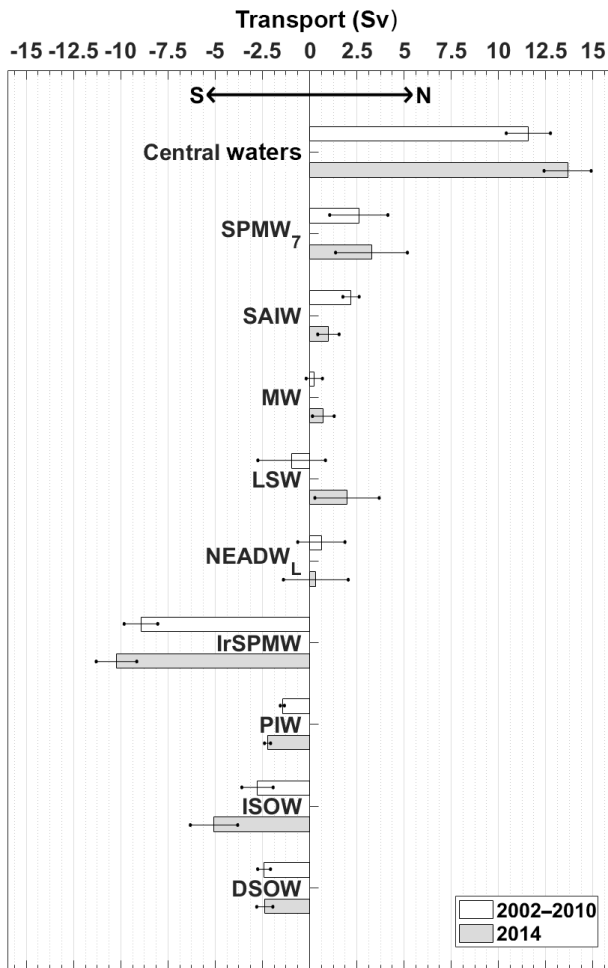 Transport (Sv)
-15 -12.5 -10 -7.5 -5 -2.5 0 2.5 5 7.5 10 12.5 15
S N
Central waters
SPMW7
SAIW
MW
LSW
NEADWL
IrSPMW
PIW
ISOW
DSOW
2002–2010
2014